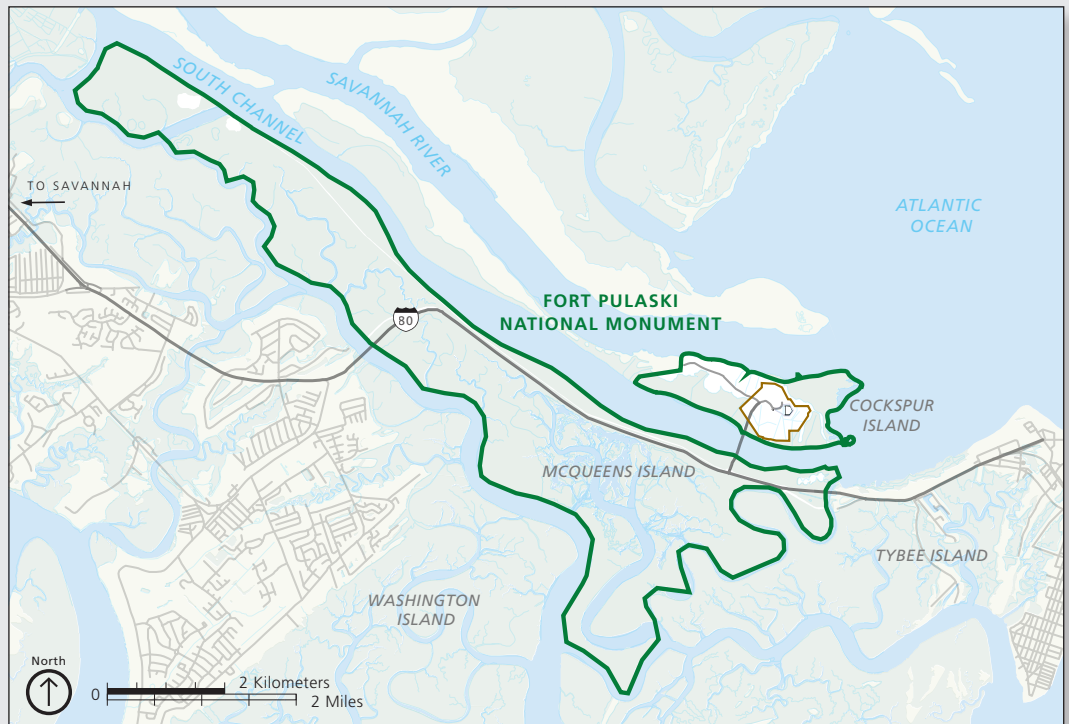 SOUTH CHANNEL
SAVANNAH RIVER
TO SAVANNAH
ATLANTIC
OCEAN
FORT PULASKI
NATIONAL MONUMENT
80
COCKSPUR
ISLAND
MCQUEENS ISLAND
TYBEE ISLAND
WASHINGTON
ISLAND
North
0
2 Kilometers
2 Miles